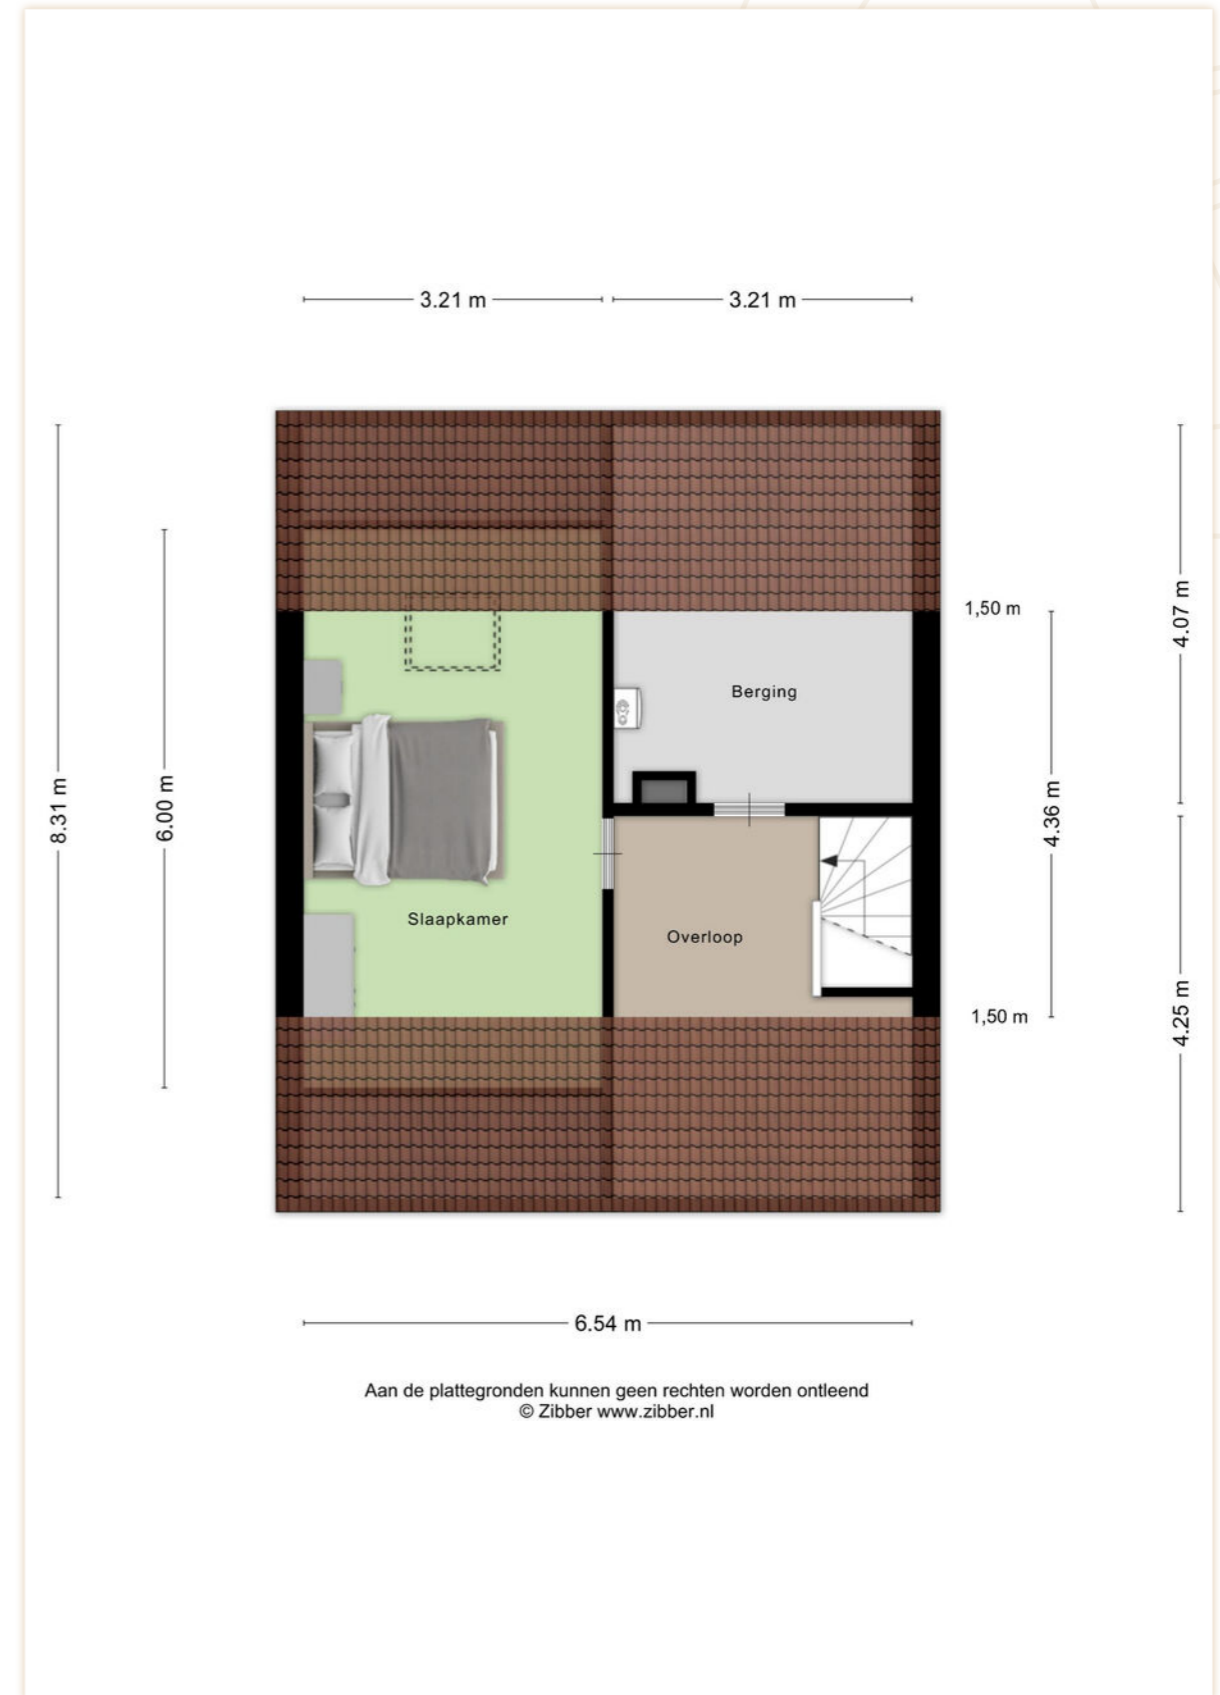 3.21 m
3.21 m
1,50 m
4.07 m
Berging
8.31 m
6.00 m
4.36 m
Slaapkamer
Overloop
1,50 m
4.25 m
6.54 m
Aan de plattegronden kunnen geen rechten worden ontleend
© Zibber www.zibber.nl